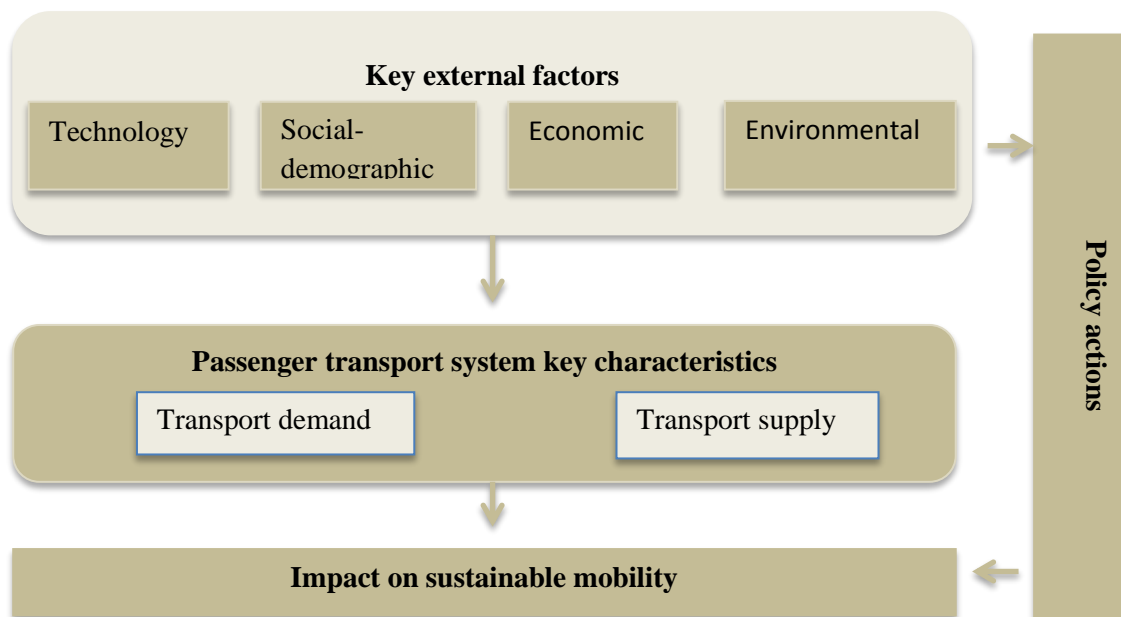 Key external factors
Technology
Social-
demographic
Economic
Environmental
Policy actions
Passenger transport system key characteristics
Transport demand
Transport supply
Impact on sustainable mobility